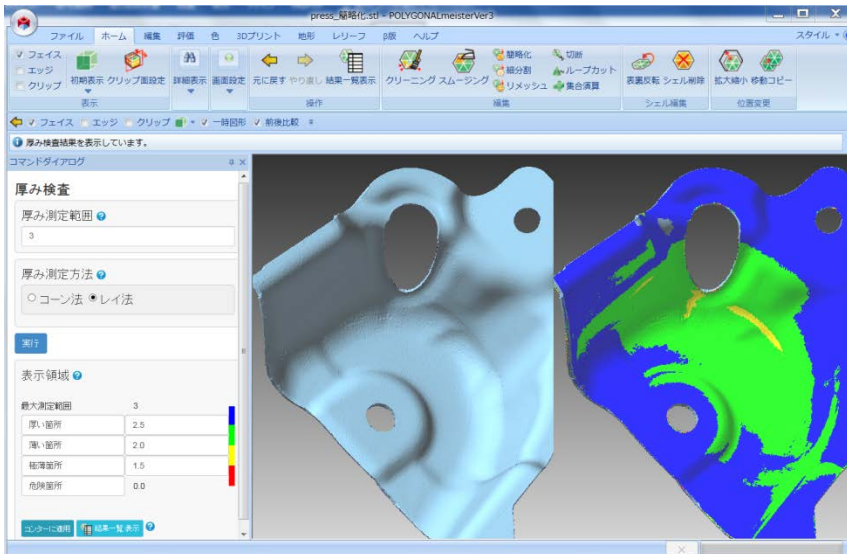 press_簡略化.stl - POLYGONALmeisterVer3
ファイル ホーム 編集 評価 色 3Dプリント 地形 レリーフ β版 ヘルプ スタイル
フェイス
エッジ
クリップ
初期表示 クリップ面設定 詳細表示 画面設定 元に戻す やり直し 結果一覧表示 クリーニング スムージング 簡略化 細分割 リメッシュ 切断 ループカット 集合演算 表裏反転 シェル削除 拡大縮小 移動コピー
表示 操作 編集 シェル編集 位置変更
フェイス エッジ クリップ 一時図形 前後比較
厚み検査結果を表示しています。
コマンドダイアログ
厚み検査
厚み測定範囲
3
厚み測定方法
コーン法 レイ法
実行
表示領域
最大測定範囲 3
厚い箇所 2.5
薄い箇所 2.0
極薄箇所 1.5
危険箇所 0.0
コンターに適用 結果一覧表示